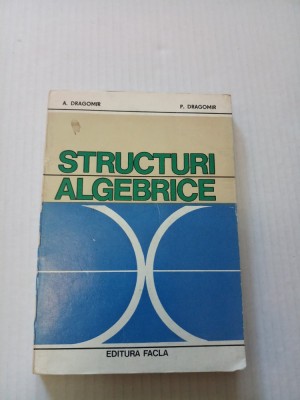 A. DRAGOMIR P. DRAGOMIR
STRUCTURI
ALGEBRICE
EDITURA FACLA